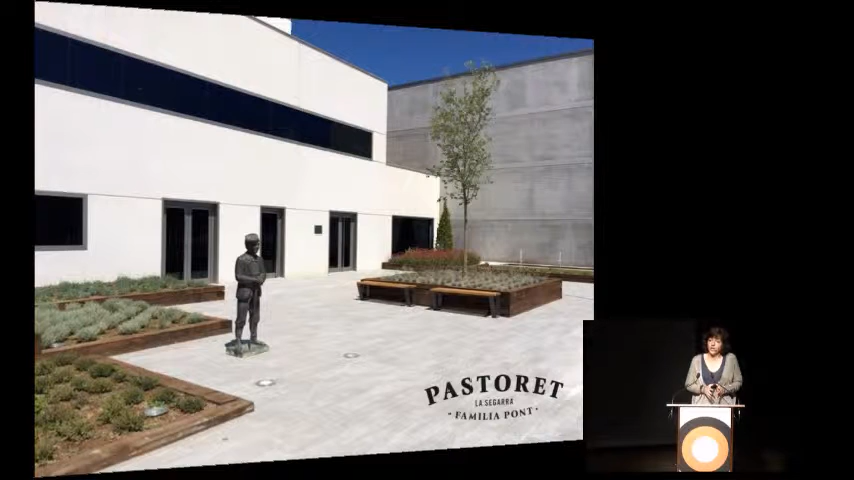 PASTORET
LA SEGARRA
· FAMILIA PONT ·